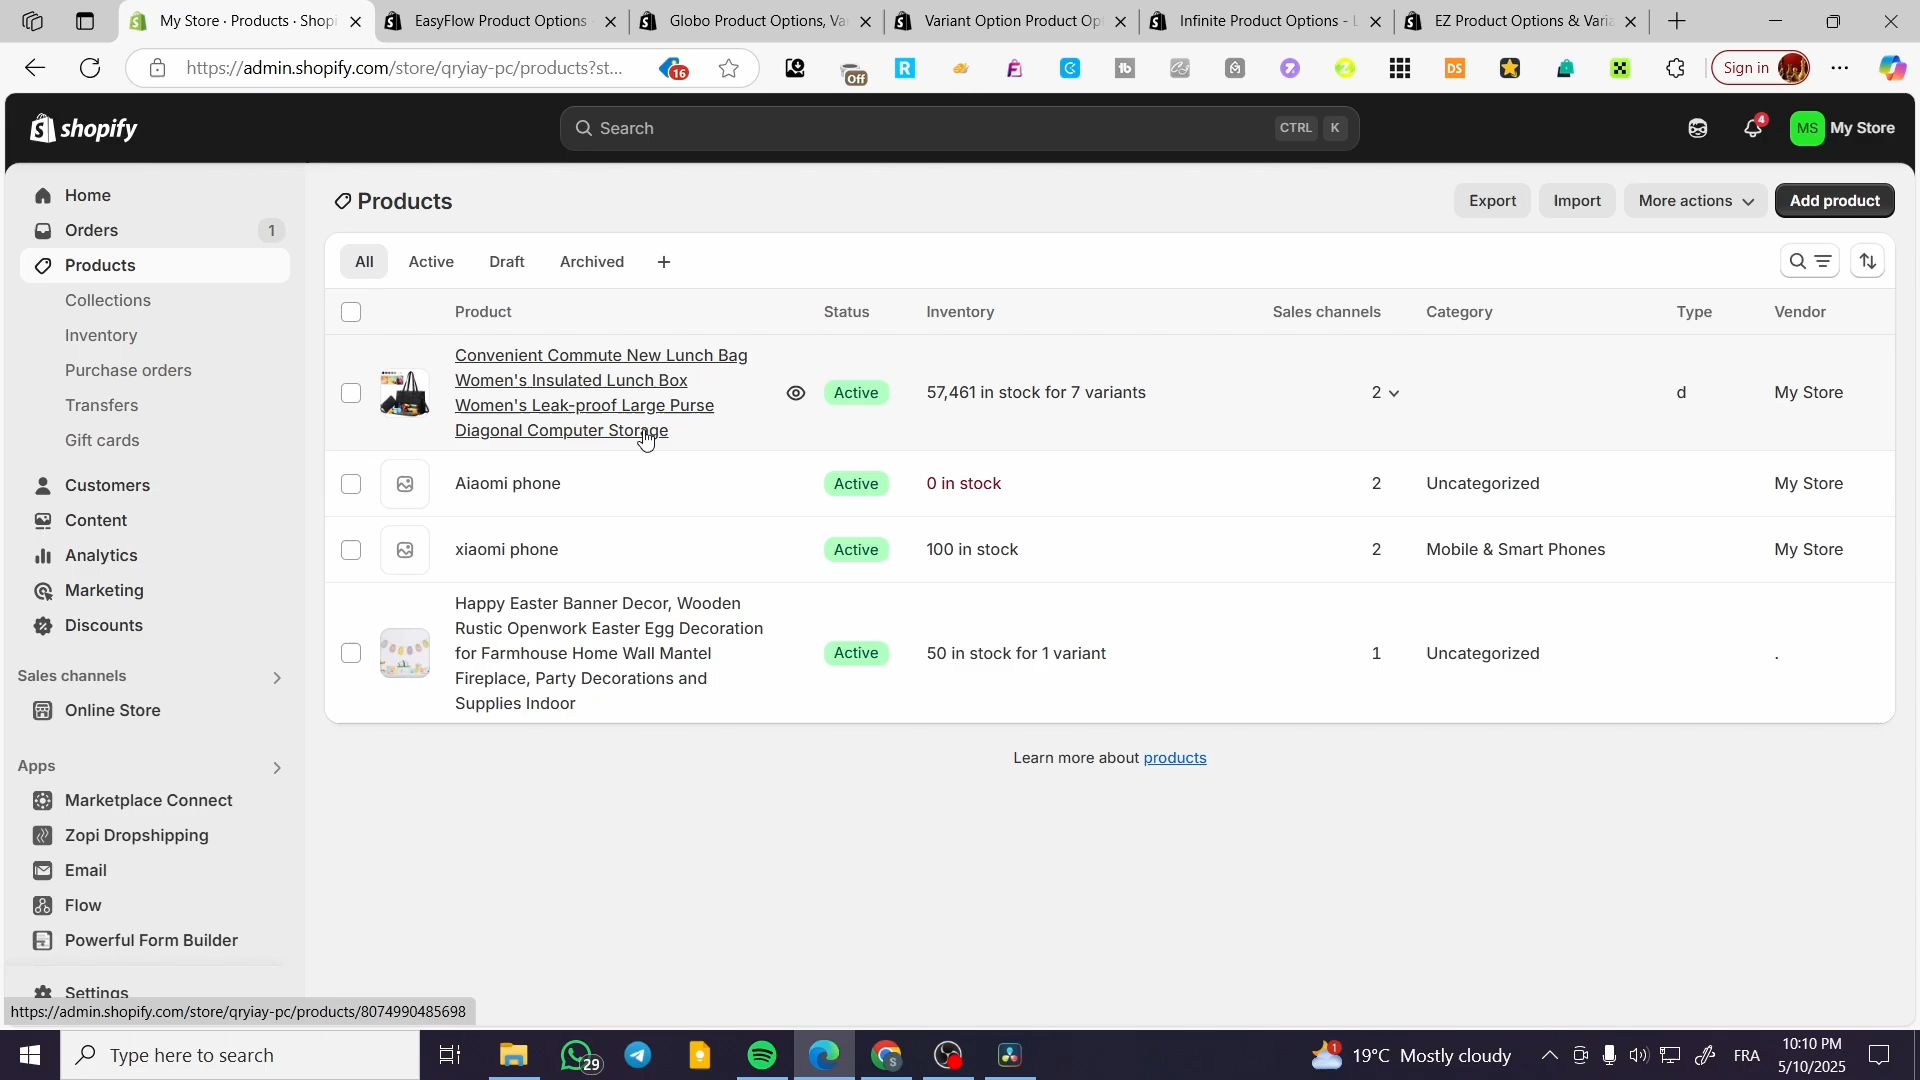 My Store · Products · Shopi
EasyFlow Product Options
Globo Product Options, Va
Variant Option Product Op
Infinite Product Options - L
EZ Product Options & Varia
https://admin.shopify.com/store/qryiay-pc/products?st...
16
Off
DS
Sign in
shopify
Search
CTRL K
4
MS
My Store
Home
Orders
1
Products
Collections
Inventory
Purchase orders
Transfers
Gift cards
Customers
Content
Analytics
Marketing
Discounts
Sales channels
Online Store
Apps
Marketplace Connect
Zopi Dropshipping
Email
Flow
Powerful Form Builder
Settings
Products
Export
Import
More actions
Add product
All
Active
Draft
Archived
Product
Status
Inventory
Sales channels
Category
Type
Vendor
Convenient Commute New Lunch Bag
Women's Insulated Lunch Box
Women's Leak-proof Large Purse
Diagonal Computer Storage
Active
57,461 in stock for 7 variants
2
d
My Store
Aiaomi phone
Active
0 in stock
2
Uncategorized
My Store
xiaomi phone
Active
100 in stock
2
Mobile & Smart Phones
My Store
Happy Easter Banner Decor, Wooden
Rustic Openwork Easter Egg Decoration
for Farmhouse Home Wall Mantel
Fireplace, Party Decorations and
Supplies Indoor
Active
50 in stock for 1 variant
1
Uncategorized
.
Learn more about products
https://admin.shopify.com/store/qryiay-pc/products/8074990485698
Type here to search
29
1
19°C Mostly cloudy
FRA
10:10 PM
5/10/2025